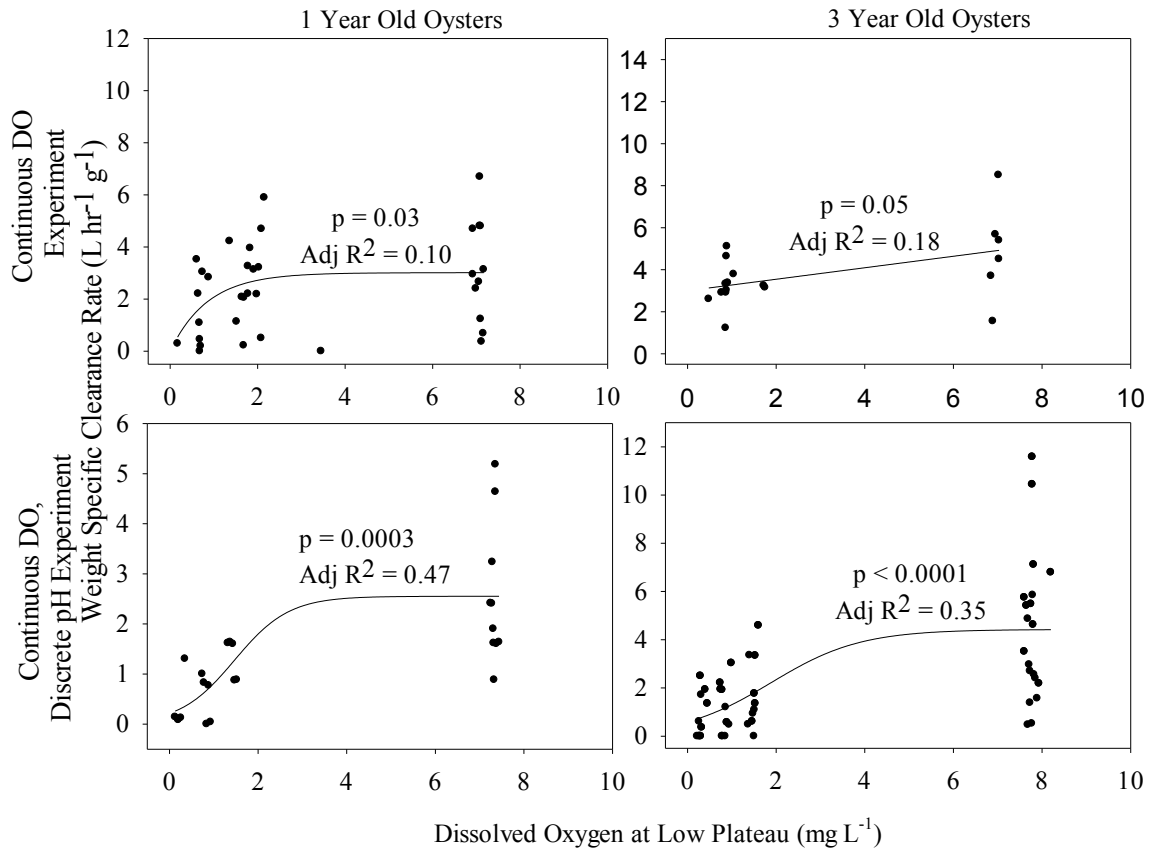 1 Year Old Oysters
3 Year Old Oysters
Continuous DO
Experiment
Continuous DO,
Discrete pH Experiment
Weight Specific Clearance Rate (L hr-1 g-1)
12
10
8
6
4
2
0
p = 0.03
Adj R2 = 0.10
0 2 4 6 8 10
14
12
10
8
6
4
2
0
p = 0.05
Adj R2 = 0.18
0 2 4 6 8 10
6
5
4
3
2
1
0
p = 0.0003
Adj R2 = 0.47
0 2 4 6 8 10
12
10
8
6
4
2
0
p < 0.0001
Adj R2 = 0.35
0 2 4 6 8 10
Dissolved Oxygen at Low Plateau (mg L-1)